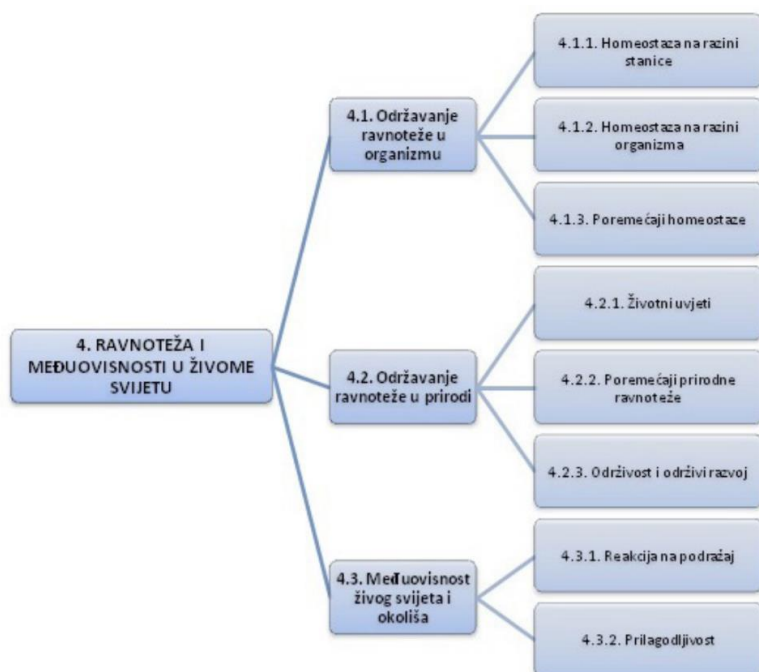 4. RAVNOTEŽA I
MEĐUOVISNOSTI U ŽIVOME
SVIJETU
4.1. Održavanje
ravnoteže u
organizmu
4.1.1. Homeostaza na razini
stanice
4.1.2. Homeostaza na razini
organizma
4.1.3. Poremećaji homeostaze
4.2. Održavanje
ravnoteže u prirodi
4.2.1. Životni uvjeti
4.2.2. Poremećaji prirodne
ravnoteže
4.2.3. Održivost i održivi razvoj
4.3. Međuovisnost
živog svijeta i
okoliša
4.3.1. Reakcija na podražaj
4.3.2. Prilagodljivost